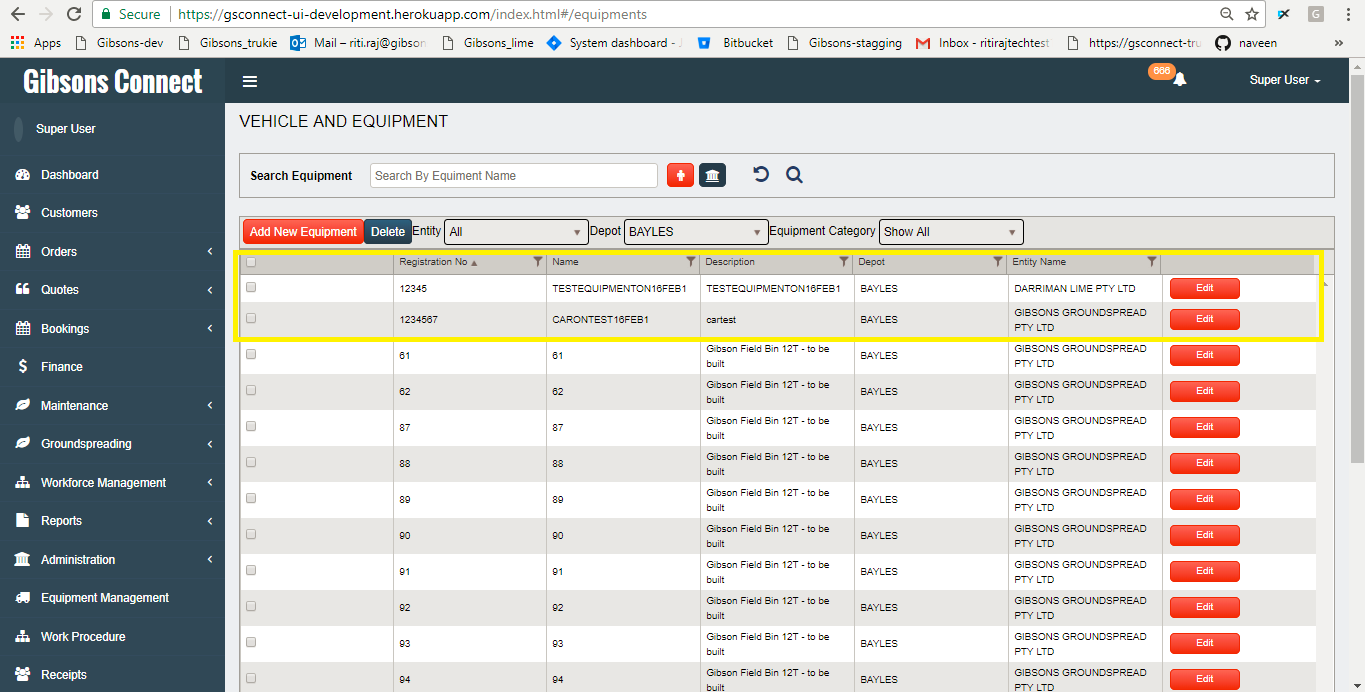 Secure https://gsconnect-ui-development.herokuapp.com/index.html#/equipments
G
Apps Gibsons-dev Gibsons_trukie Mail – riti.raj@gibson Gibsons_lime System dashboard - Bitbucket Gibsons-stagging Inbox - ritirajtechtest https://gsconnect-tru naveen »
Gibsons Connect
666
Super User
Super User
Dashboard
Customers
Orders
Quotes
Bookings
Finance
Maintenance
Groundspreading
Workforce Management
Reports
Administration
Equipment Management
Work Procedure
Receipts
VEHICLE AND EQUIPMENT
Search Equipment Search By Equiment Name
Add New Equipment Delete Entity All Depot BAYLES Equipment Category Show All
Registration No Name Description Depot Entity Name
12345 TESTEQUIPMENTON16FEB1 TESTEQUIPMENTON16FEB1 BAYLES DARRIMAN LIME PTY LTD Edit
1234567 CARONTEST16FEB1 cartest BAYLES GIBSONS GROUNDSPREAD
PTY LTD Edit
61 61 Gibson Field Bin 12T - to be
built BAYLES GIBSONS GROUNDSPREAD
PTY LTD Edit
62 62 Gibson Field Bin 12T - to be
built BAYLES GIBSONS GROUNDSPREAD
PTY LTD Edit
87 87 Gibson Field Bin 12T - to be
built BAYLES GIBSONS GROUNDSPREAD
PTY LTD Edit
88 88 Gibson Field Bin 12T - to be
built BAYLES GIBSONS GROUNDSPREAD
PTY LTD Edit
89 89 Gibson Field Bin 12T - to be
built BAYLES GIBSONS GROUNDSPREAD
PTY LTD Edit
90 90 Gibson Field Bin 12T - to be
built BAYLES GIBSONS GROUNDSPREAD
PTY LTD Edit
91 91 Gibson Field Bin 12T - to be
built BAYLES GIBSONS GROUNDSPREAD
PTY LTD Edit
92 92 Gibson Field Bin 12T - to be
built BAYLES GIBSONS GROUNDSPREAD
PTY LTD Edit
93 93 Gibson Field Bin 12T - to be
built BAYLES GIBSONS GROUNDSPREAD
PTY LTD Edit
94 94 Gibson Field Bin 12T - to be
built BAYLES GIBSONS GROUNDSPREAD
PTY LTD Edit